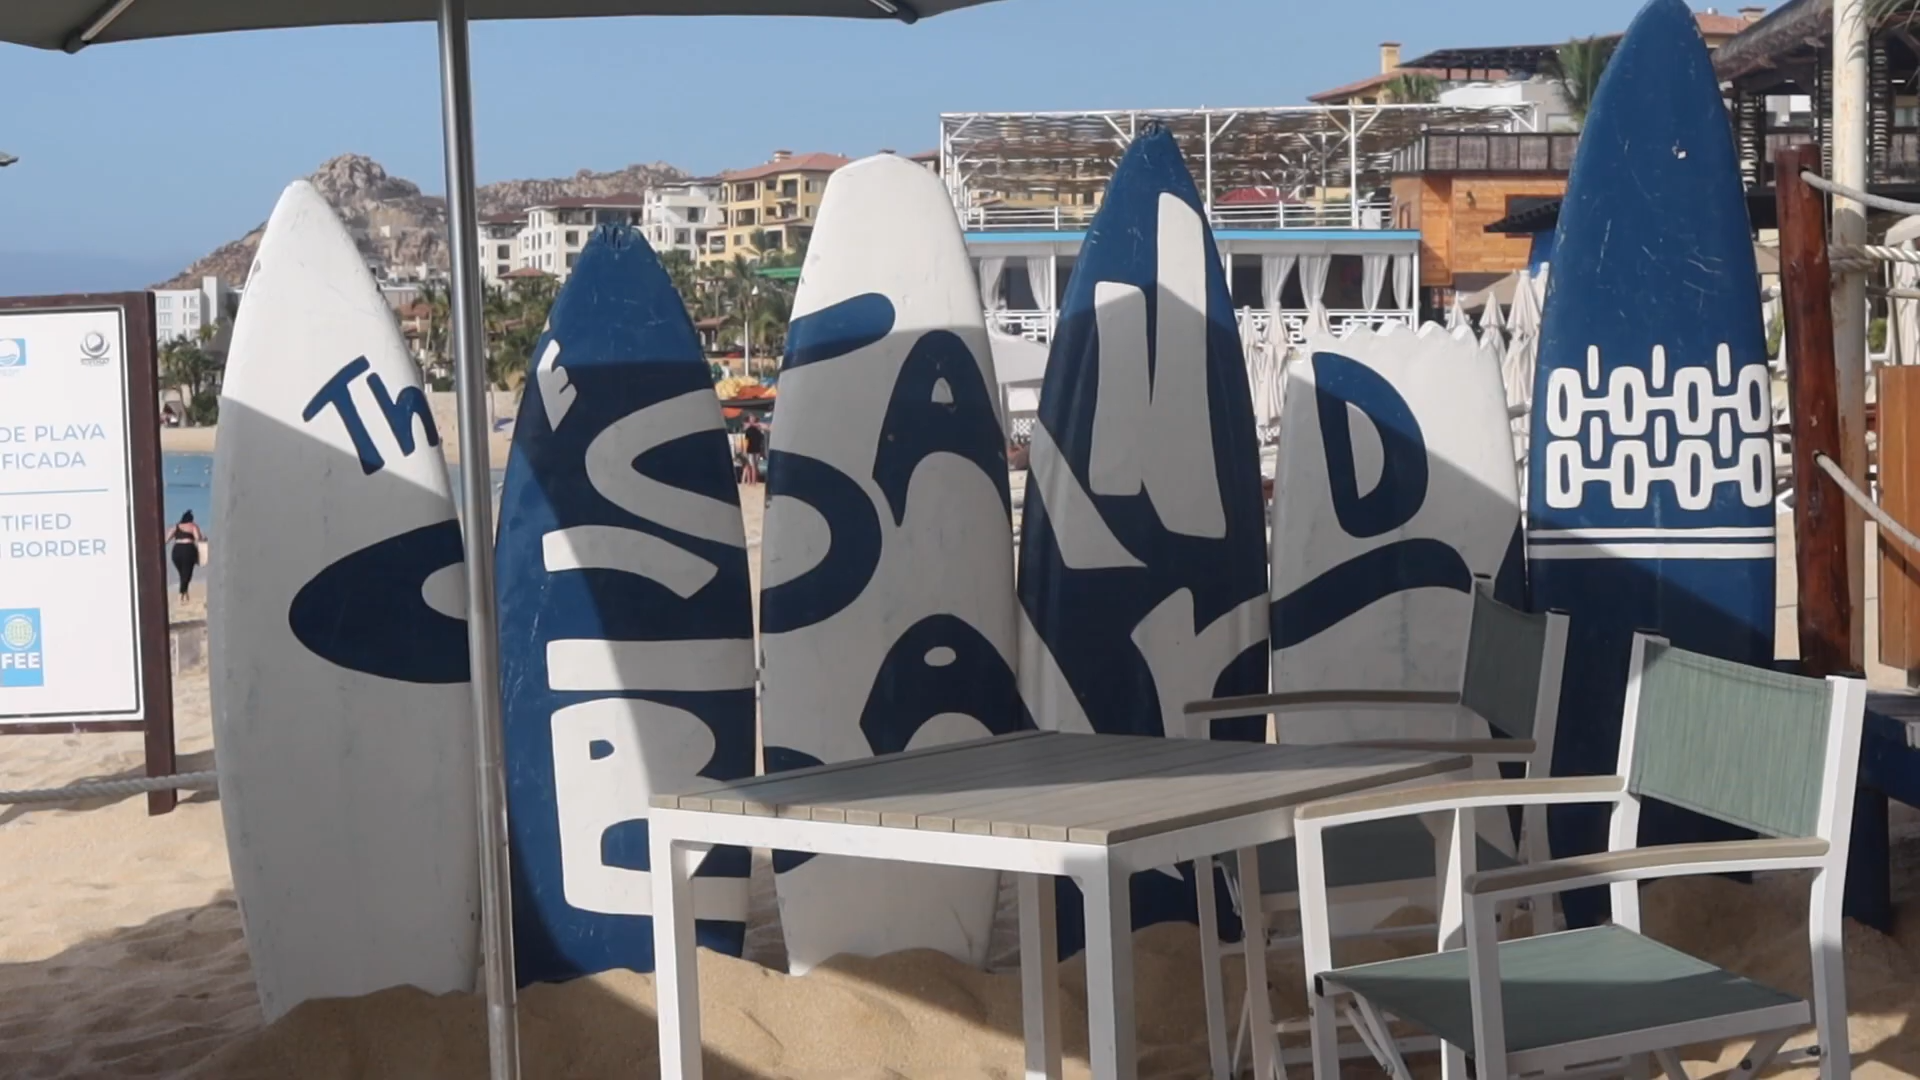 DE PLAYA
FICADA
TIFIED
BORDER
FEE
The
SAND
BAR